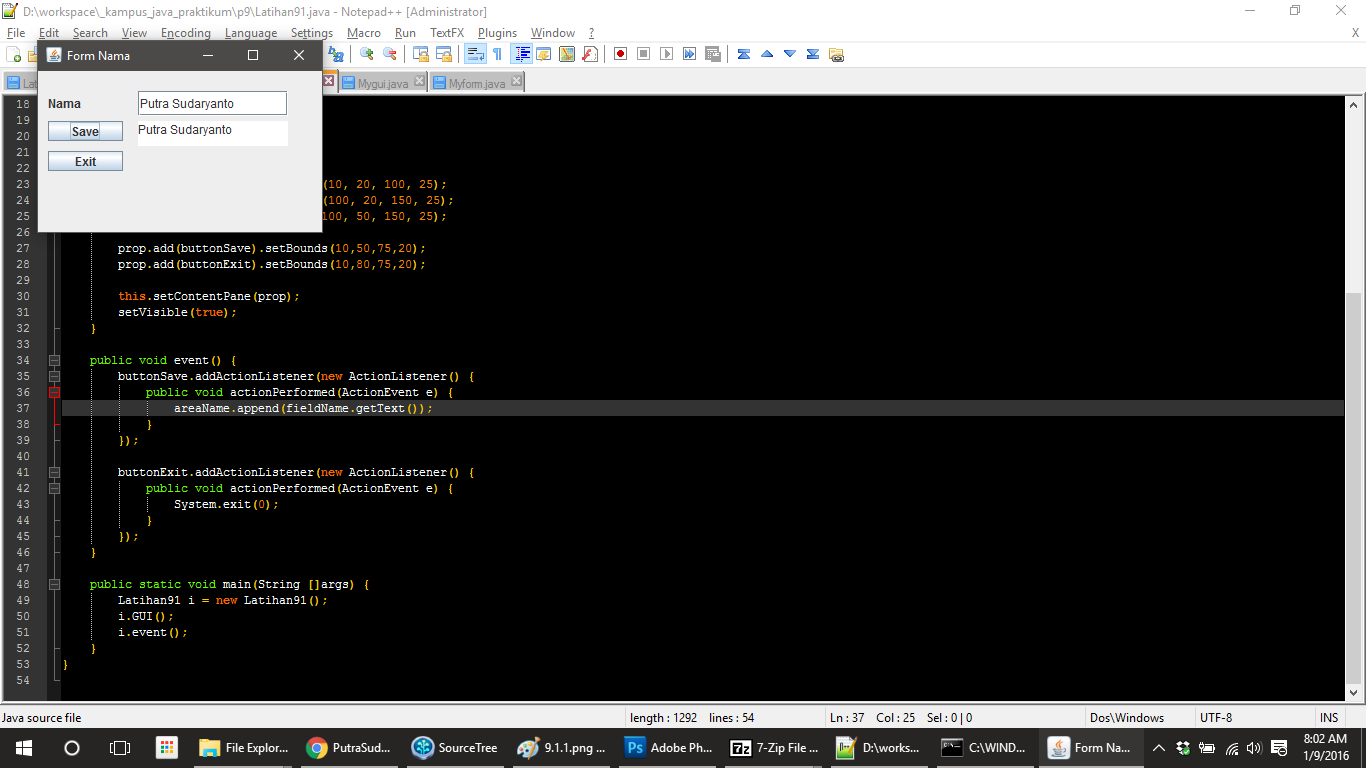 D:\workspace\_kampus_java_praktikum\p9\Latihan91.java - Notepad++ [Administrator]
File Edit Search View Encoding Language Settings Macro Run TextFX Plugins Window ? X
Form Nama
Lat Mygui.java Myform.java
Nama Putra Sudaryanto
Save Putra Sudaryanto
Exit
18
19
20
21
22
23 (10, 20, 100, 25);
24 (100, 20, 150, 25);
25 100, 50, 150, 25);
26
27 prop.add(buttonSave).setBounds(10,50,75,20);
28 prop.add(buttonExit).setBounds(10,80,75,20);
29
30 this.setContentPane(prop);
31 setVisible(true);
32 }
33
34 public void event() {
35 buttonSave.addActionListener(new ActionListener() {
36 public void actionPerformed(ActionEvent e) {
37 areaName.append(fieldName.getText());
38 }
39 });
40
41 buttonExit.addActionListener(new ActionListener() {
42 public void actionPerformed(ActionEvent e) {
43 System.exit(0);
44 }
45 });
46 }
47
48 public static void main(String []args) {
49 Latihan91 i = new Latihan91();
50 i.GUI();
51 i.event();
52 }
53 }
54
Java source file length : 1292 lines : 54 Ln : 37 Col : 25 Sel : 0 | 0 Dos\Windows UTF-8 INS
File Explor... PutraSud... SourceTree 9.1.1.png ... Ps Adobe Ph... 7z 7-Zip File ... D:\works... C:\WIND... Form Na... 8:02 AM
1/9/2016